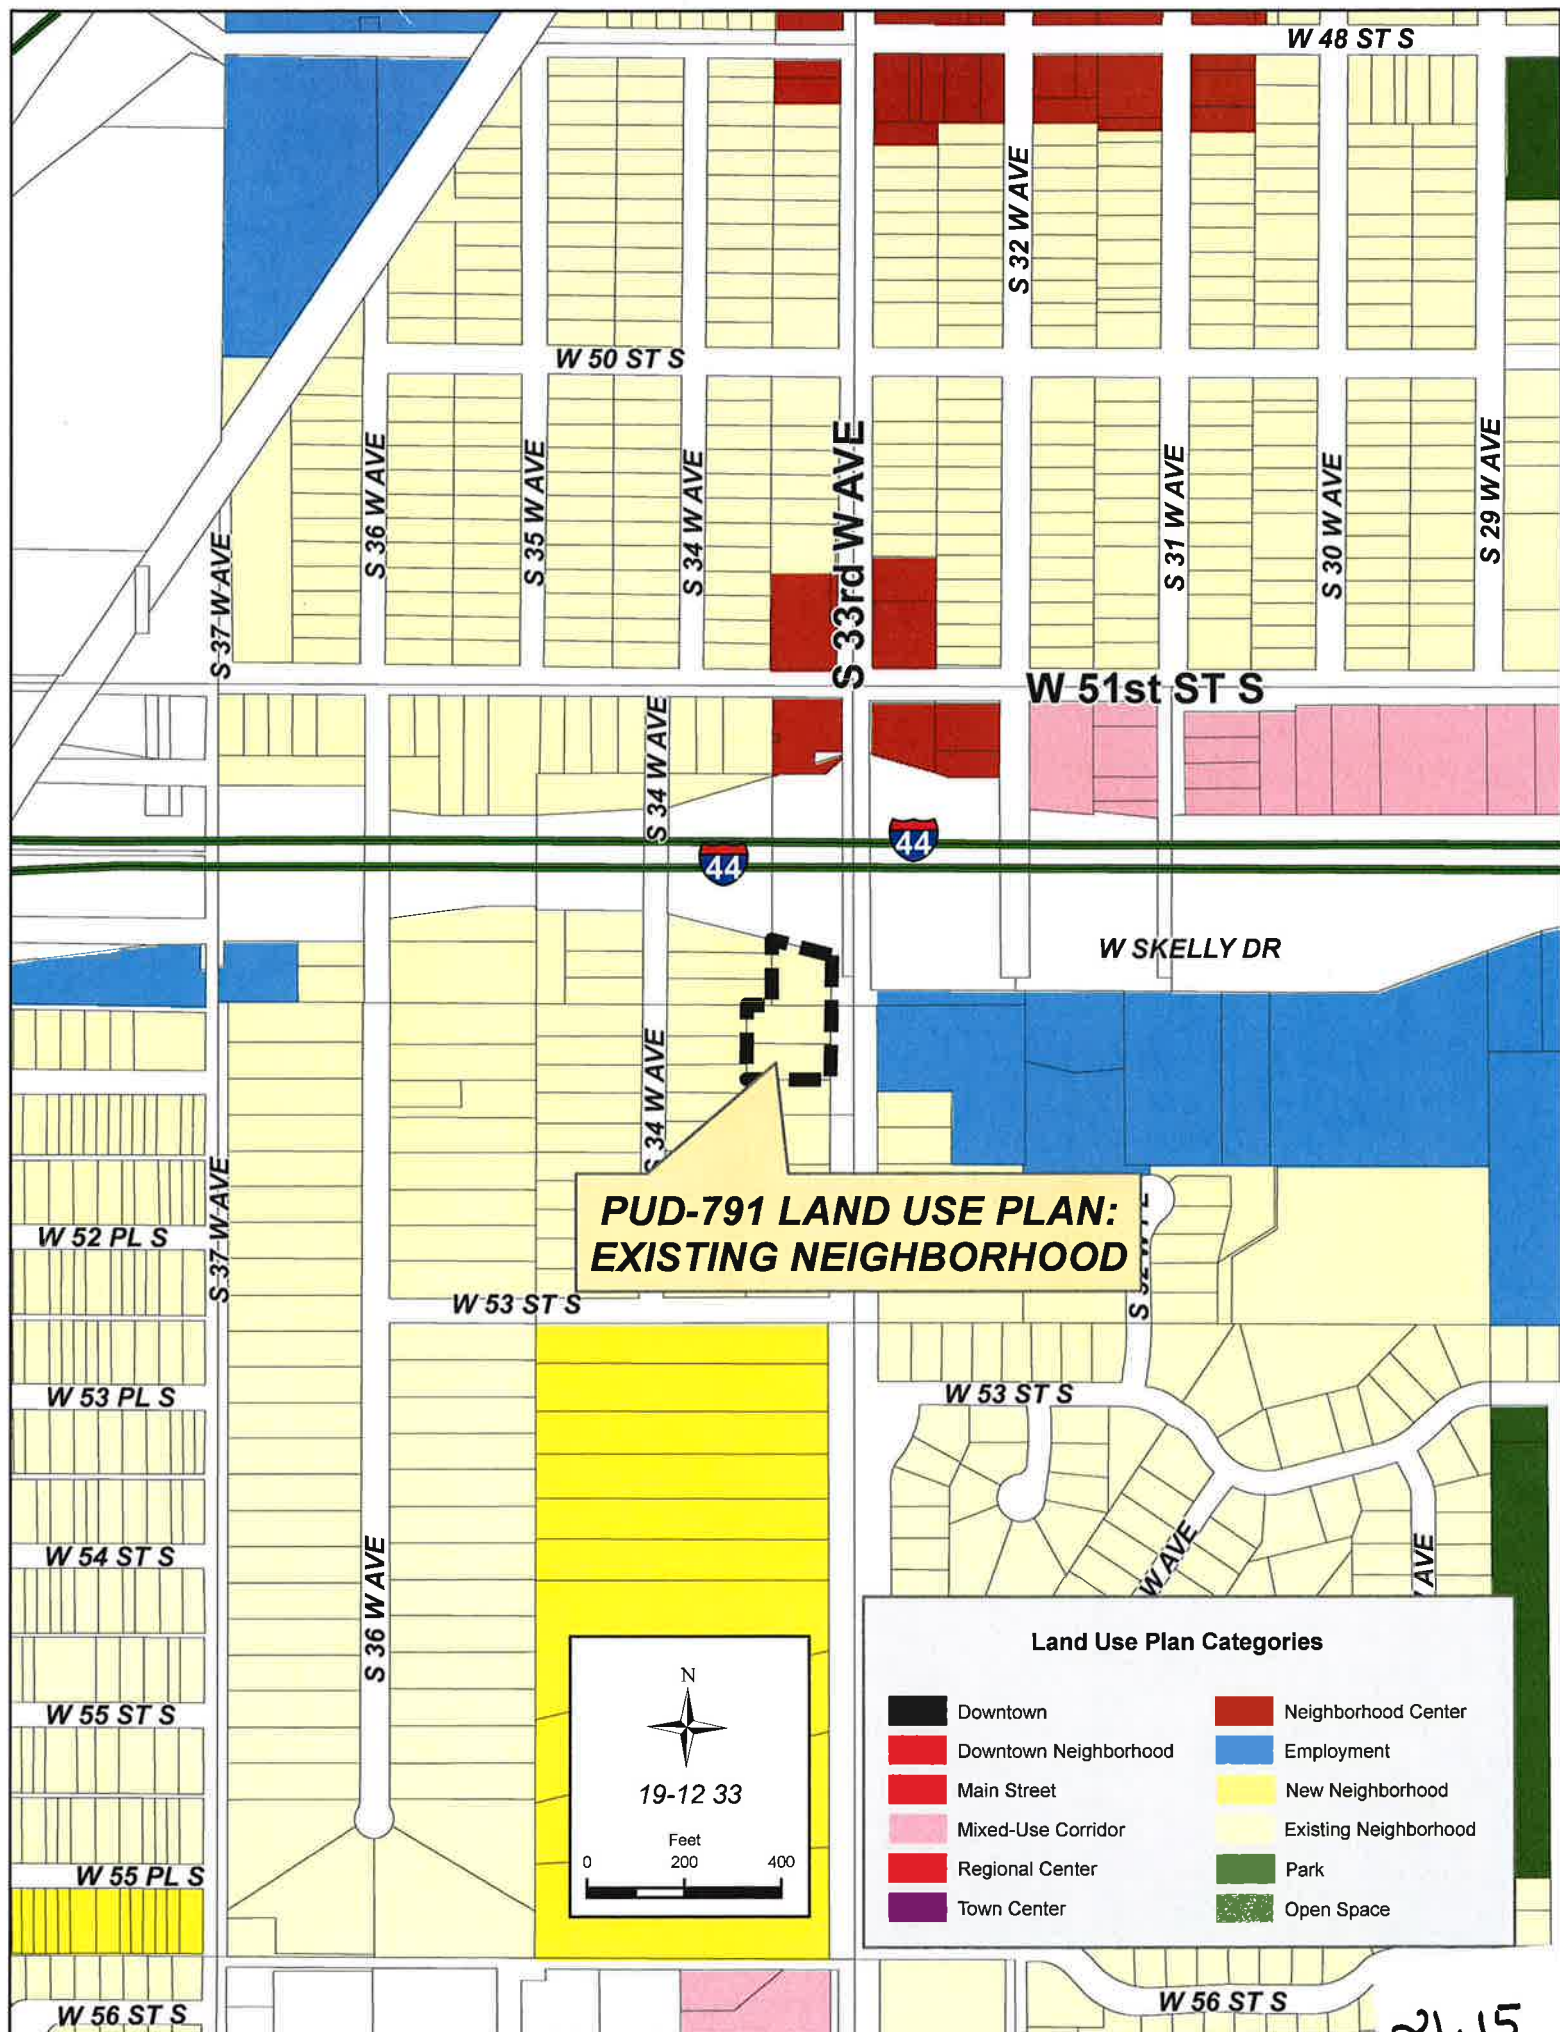 W 48 ST S
S 32 W AVE
W 50 ST S
S 33rd W AVE
S 36 W AVE
S 35 W AVE
S 34 W AVE
S 31 W AVE
S 30 W AVE
S 29 W AVE
S 37 W AVE
W 51st ST S
S 34 W AVE
44
44
W SKELLY DR
S 34 W AVE
PUD-791 LAND USE PLAN:
EXISTING NEIGHBORHOOD
S 37 W AVE
W 52 PL S
W 53 ST S
W 53 PL S
W 53 ST S
W 54 ST S
S 36 W AVE
W AVE
AVE
W 55 ST S
W 55 PL S
W 56 ST S
N
19-12 33
Feet
0 200 400
Land Use Plan Categories
Downtown
Downtown Neighborhood
Main Street
Mixed-Use Corridor
Regional Center
Town Center
Neighborhood Center
Employment
New Neighborhood
Existing Neighborhood
Park
Open Space
W 56 ST S